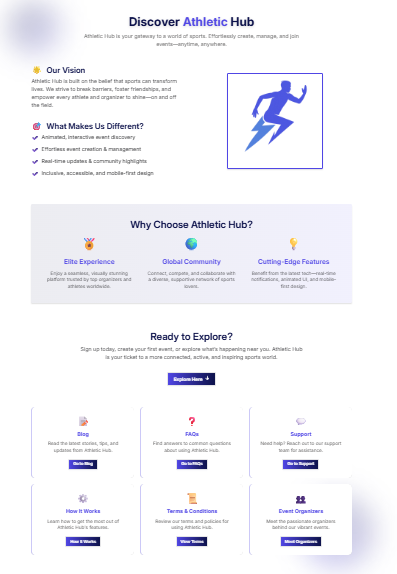 Discover Athletic Hub
Athletic Hub is your gateway to a world of sports. Effortlessly create, manage, and join
events—anytime, anywhere.
Our Vision
Athletic Hub is built on the belief that sports can transform
lives. We strive to break barriers, foster friendships, and
empower every athlete and organizer to shine—on and off
the field.
What Makes Us Different?
Animated, interactive event discovery
Effortless event creation & management
Real-time updates & community highlights
Inclusive, accessible, and mobile-first design
Why Choose Athletic Hub?
Elite Experience
Enjoy a seamless, visually stunning
platform trusted by top organizers and
athletes worldwide.
Global Community
Connect, compete, and collaborate with
a diverse, supportive network of sports
lovers.
Cutting-Edge Features
Benefit from the latest tech—real-time
notifications, animated UI, and mobile-
first design.
Ready to Explore?
Sign up today, create your first event, or explore what's happening near you. Athletic Hub
is your ticket to a more connected, active, and inspiring sports world.
Explore Here →
Blog
Read the latest stories, tips, and
updates from Athletic Hub.
Go to Blog
FAQs
Find answers to common questions
about using Athletic Hub.
Go to FAQs
Support
Need help? Reach out to our support
team for assistance.
Go to Support
How It Works
Learn how to get the most out of
Athletic Hub's features.
How It Works
Terms & Conditions
Review our terms and policies for
using Athletic Hub.
View Terms
Event Organizers
Meet the passionate organizers
behind our vibrant events.
Meet Organizers